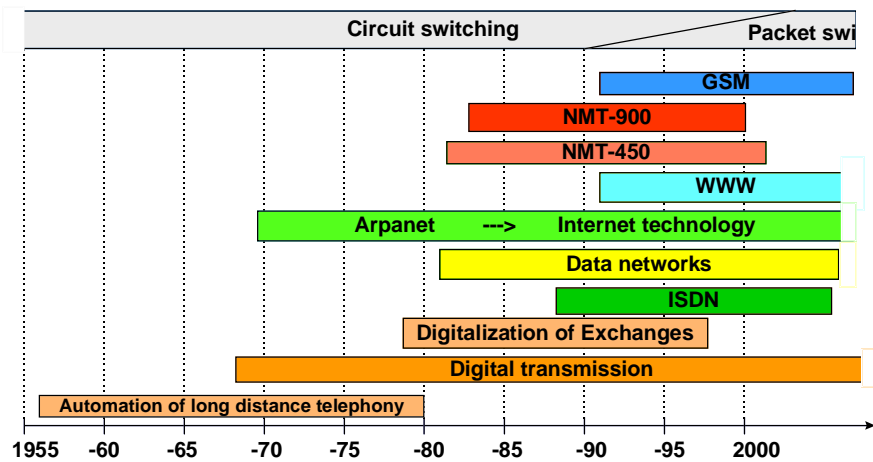 Circuit switching
Packet swi
GSM
NMT-900
NMT-450
WWW
Arpanet ---> Internet technology
Data networks
ISDN
Digitalization of Exchanges
Digital transmission
Automation of long distance telephony
1955 -60 -65 -70 -75 -80 -85 -90 -95 2000